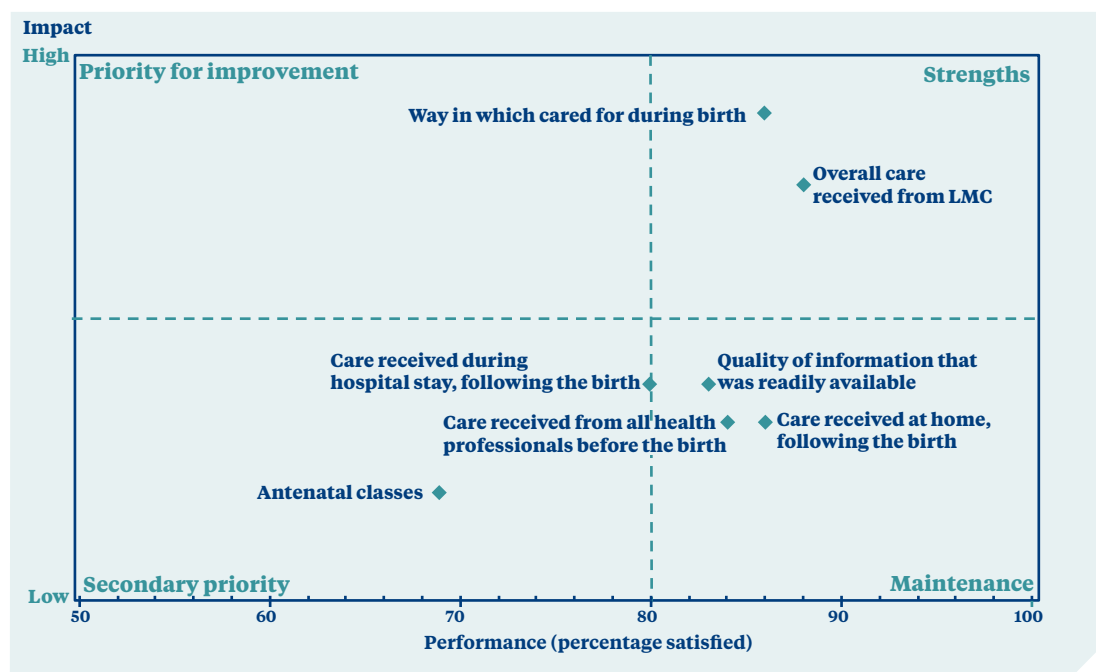 Impact
High
Priority for improvement
Strengths
Way in which cared for during birth
Overall care
received from LMC
Care received during
hospital stay, following the birth
Quality of information that
was readily available
Care received from all health
professionals before the birth
Care received at home,
following the birth
Antenatal classes
Secondary priority
Maintenance
Low
50 60 70 80 90 100
Performance (percentage satisfied)